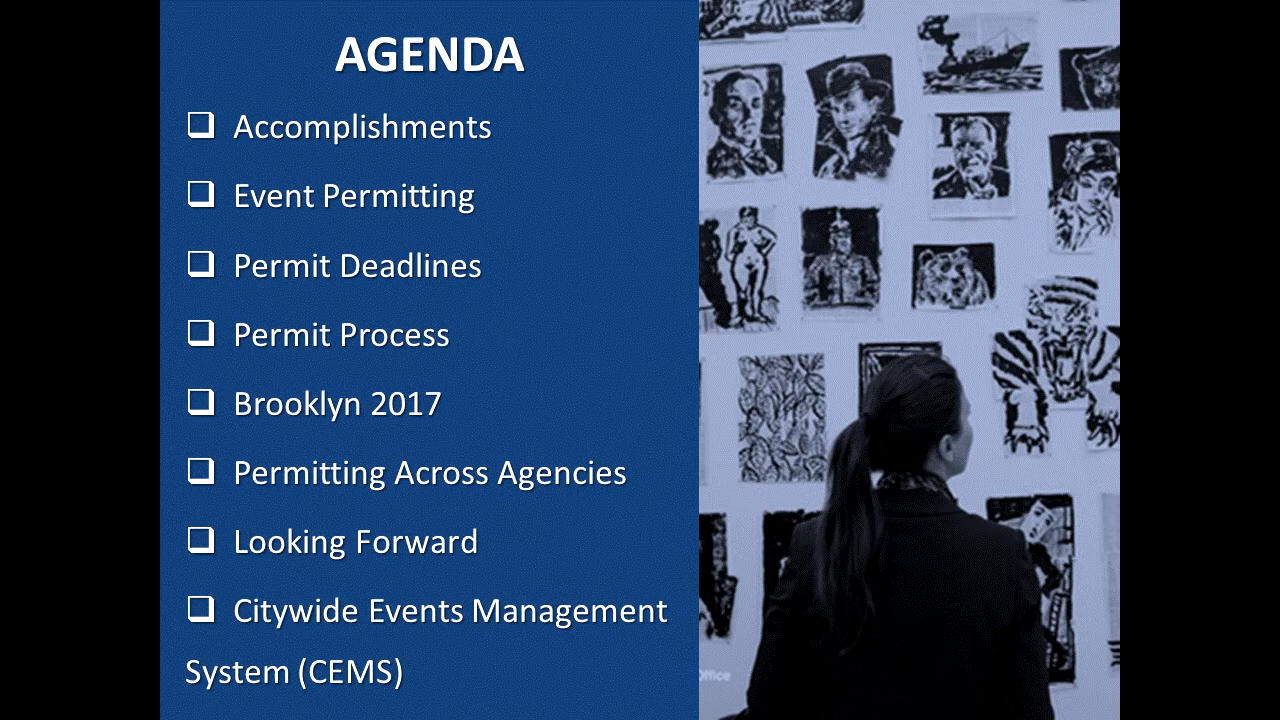 AGENDA
❑ Accomplishments
❑ Event Permitting
❑ Permit Deadlines
❑ Permit Process
❑ Brooklyn 2017
❑ Permitting Across Agencies
❑ Looking Forward
❑ Citywide Events Management
System (CEMS)
Office